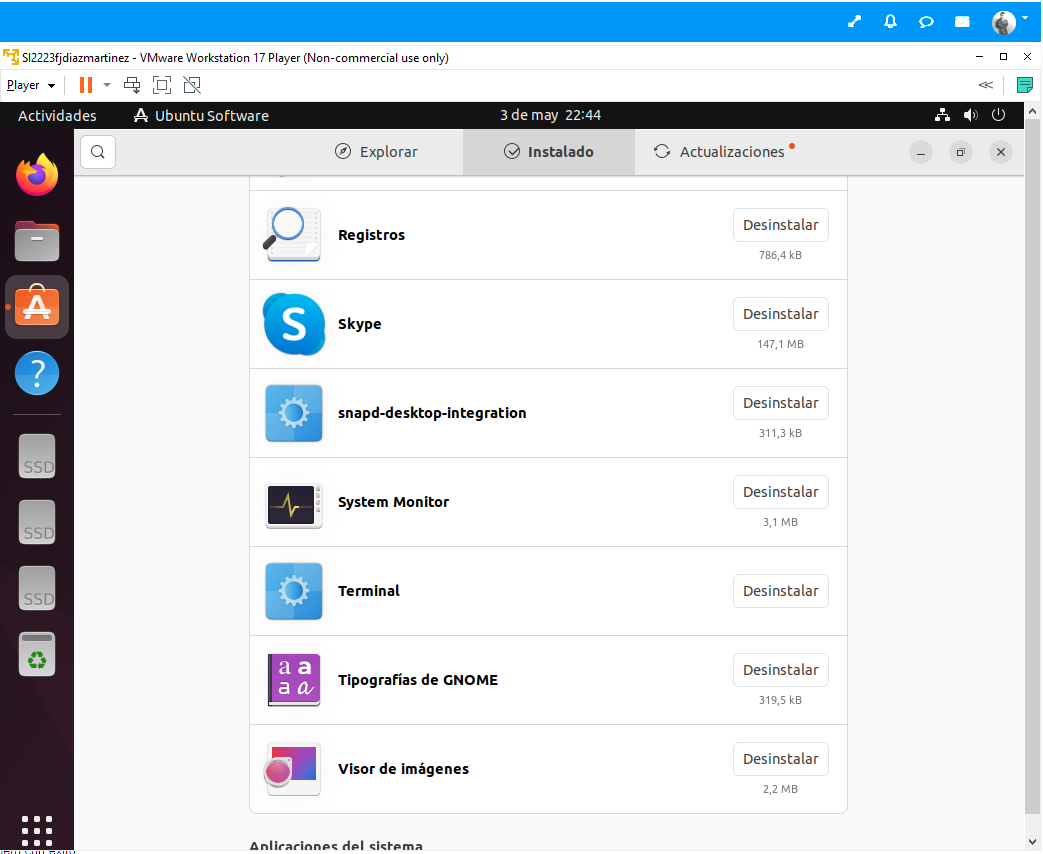 SI2223fjdiazmartinez - VMware Workstation 17 Player (Non-commercial use only)
Player
Actividades
Ubuntu Software
3 de may 22:44
Explorar
Instalado
Actualizaciones
Registros
Desinstalar
786,4 kB
S
Skype
Desinstalar
147,1 MB
snapd-desktop-integration
Desinstalar
311,3 kB
System Monitor
Desinstalar
3,1 MB
Terminal
Desinstalar
a a
a a
Tipografías de GNOME
Desinstalar
319,5 kB
Visor de imágenes
Desinstalar
2,2 MB
Aplicaciones del sistema
?
SSD
SSD
SSD